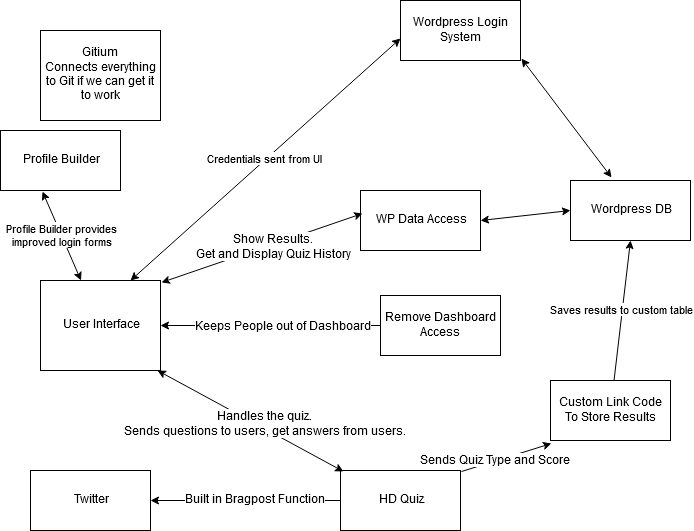 Wordpress Login
System
Gitium
Connects everything
to Git if we can get it
to work
Profile Builder
Credentials sent from UI
WP Data Access
Wordpress DB
Profile Builder provides
improved login forms
Show Results.
Get and Display Quiz History
User Interface
Keeps People out of Dashboard
Remove Dashboard
Access
Saves results to custom table
Handles the quiz.
Sends questions to users, get answers from users.
Custom Link Code
To Store Results
Sends Quiz Type and Score
Twitter
Built in Bragpost Function
HD Quiz